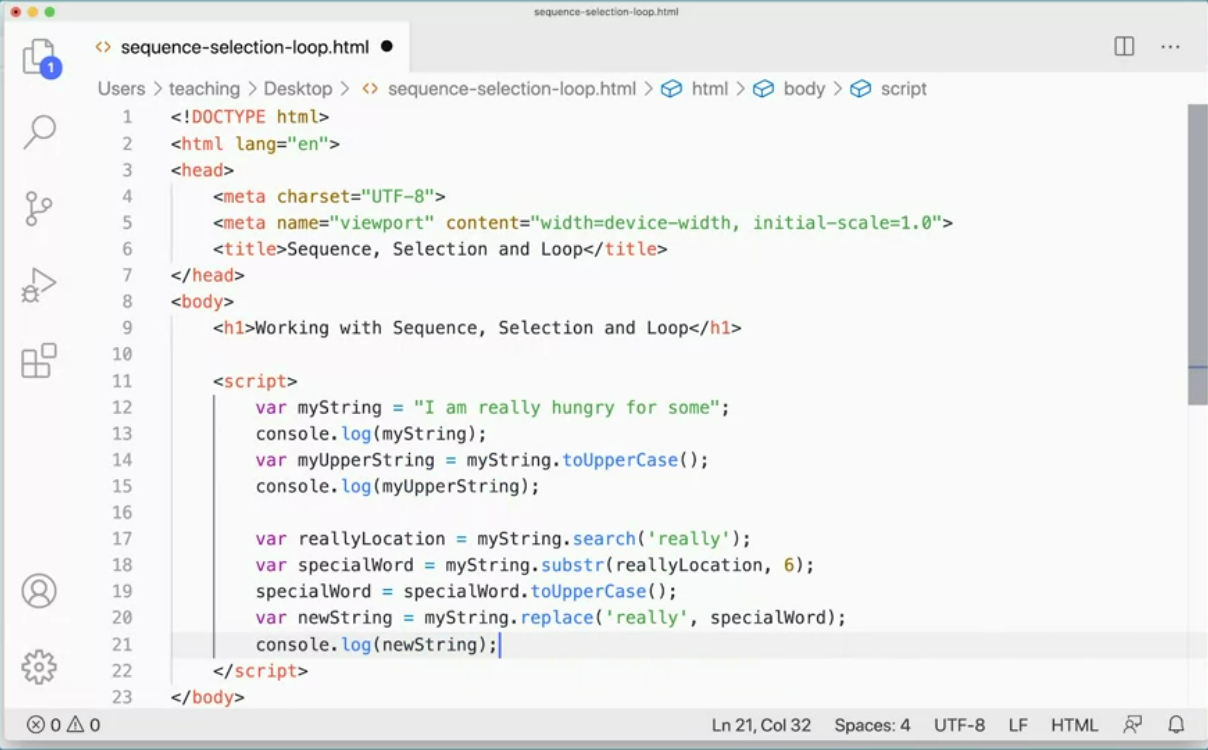 sequence-selection-loop.html
1
<> sequence-selection-loop.html ●
Users > teaching > Desktop > <> sequence-selection-loop.html > html > body > script
1 <!DOCTYPE html>
2 <html lang="en">
3 <head>
4     <meta charset="UTF-8">
5     <meta name="viewport" content="width=device-width, initial-scale=1.0">
6     <title>Sequence, Selection and Loop</title>
7 </head>
8 <body>
9     <h1>Working with Sequence, Selection and Loop</h1>
10
11     <script>
12         var myString = "I am really hungry for some";
13         console.log(myString);
14         var myUpperString = myString.toUpperCase();
15         console.log(myUpperString);
16
17         var reallyLocation = myString.search('really');
18         var specialWord = myString.substr(reallyLocation, 6);
19         specialWord = specialWord.toUpperCase();
20         var newString = myString.replace('really', specialWord);
21         console.log(newString);
22     </script>
23 </body>
0 0 Ln 21, Col 32 Spaces: 4 UTF-8 LF HTML